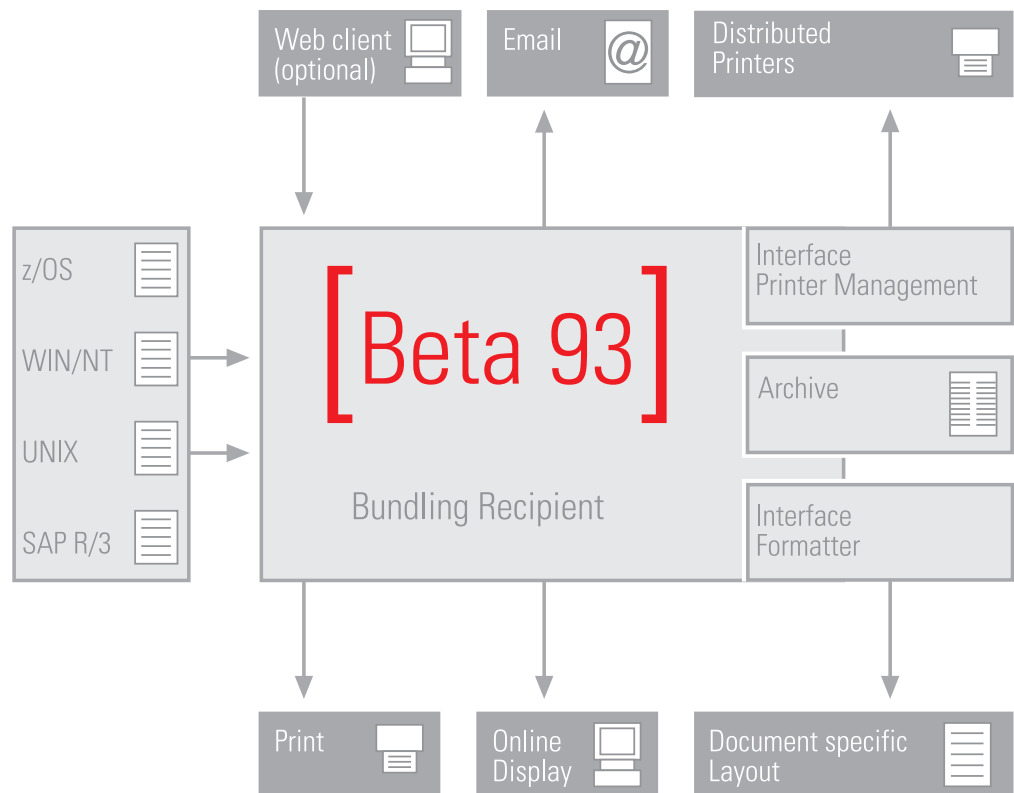 Web client
(optional)
Email
@
Distributed
Printers
z/OS
WIN/NT
UNIX
SAP R/3
[Beta 93]
Bundling Recipient
Interface
Printer Management
Archive
Interface
Formatter
Print
Online
Display
Document specific
Layout